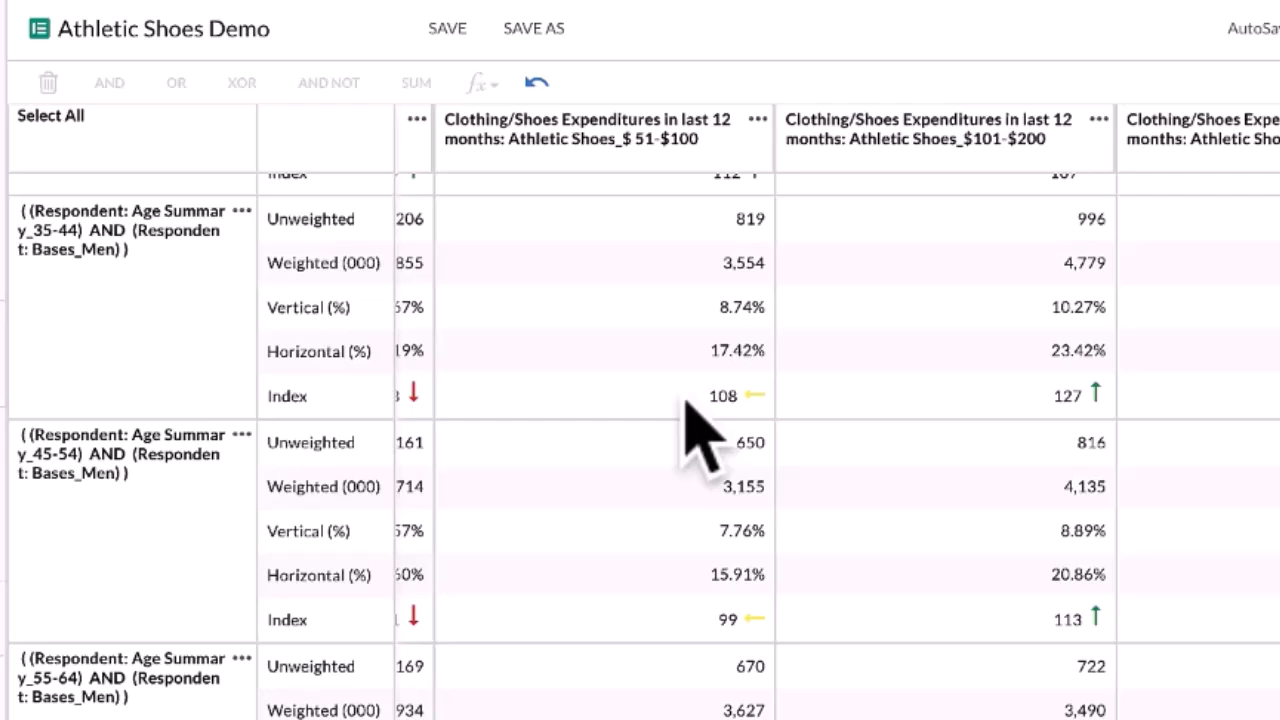 Athletic Shoes Demo
SAVE SAVE AS
AND OR XOR AND NOT SUM fx
Select All
Clothing/Shoes Expenditures in last 12 months: Athletic Shoes_$ 51-$100
Clothing/Shoes Expenditures in last 12 months: Athletic Shoes_$101-$200
Index 112 107
( (Respondent: Age Summar
y_35-44) AND (Responden
t: Bases_Men) )
Unweighted 206 819 996
Weighted (000) 855 3,554 4,779
Vertical (%) 8.74% 10.27%
Horizontal (%) 19% 17.42% 23.42%
Index 108 127
( (Respondent: Age Summar
y_45-54) AND (Responden
t: Bases_Men) )
Unweighted 161 650 816
Weighted (000) 714 3,155 4,135
Vertical (%) 7.76% 8.89%
Horizontal (%) 15.91% 20.86%
Index 99 113
( (Respondent: Age Summar
y_55-64) AND (Responden
t: Bases_Men) )
Unweighted 169 670 722
Weighted (000) 934 3,627 3,490